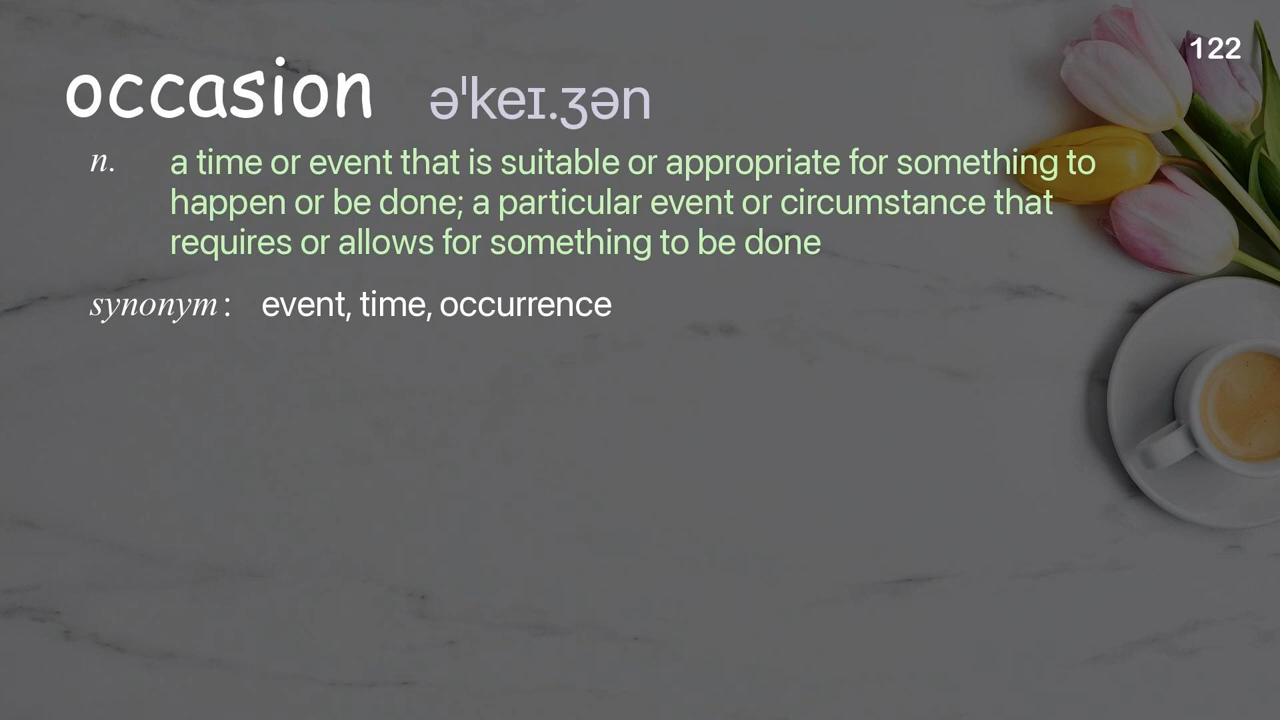 122
occasion əˈkeɪ.ʒən
n. a time or event that is suitable or appropriate for something to
happen or be done; a particular event or circumstance that
requires or allows for something to be done
synonym: event, time, occurrence